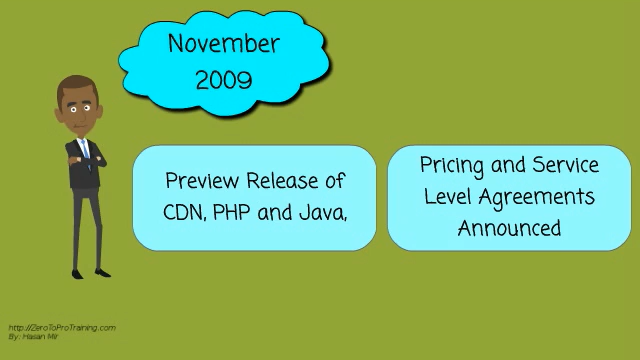 November
2009
Preview Release of
CDN, PHP and Java,
Pricing and Service
Level Agreements
Announced
http://ZeroToProTraining.com
By: Hasan Mir